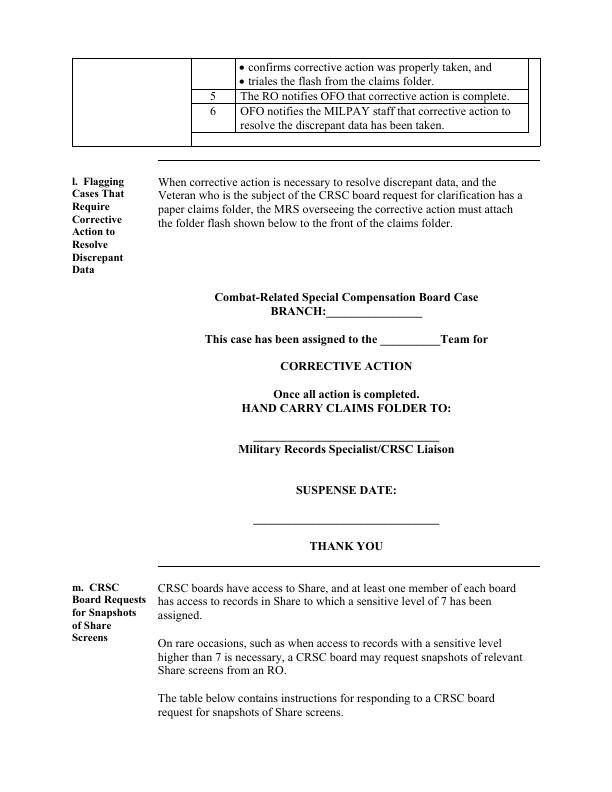 • confirms corrective action was properly taken, and
• triales the flash from the claims folder.
5 The RO notifies OFO that corrective action is complete.
6 OFO notifies the MILPAY staff that corrective action to
resolve the discrepant data has been taken.
l. Flagging
Cases That
Require
Corrective
Action to
Resolve
Discrepant
Data
When corrective action is necessary to resolve discrepant data, and the
Veteran who is the subject of the CRSC board request for clarification has a
paper claims folder, the MRS overseeing the corrective action must attach
the folder flash shown below to the front of the claims folder.
Combat-Related Special Compensation Board Case
BRANCH:________________
This case has been assigned to the __________Team for
CORRECTIVE ACTION
Once all action is completed.
HAND CARRY CLAIMS FOLDER TO:
_______________________________
Military Records Specialist/CRSC Liaison
SUSPENSE DATE:
_______________________________
THANK YOU
m. CRSC
Board Requests
for Snapshots
of Share
Screens
CRSC boards have access to Share, and at least one member of each board
has access to records in Share to which a sensitive level of 7 has been
assigned.
On rare occasions, such as when access to records with a sensitive level
higher than 7 is necessary, a CRSC board may request snapshots of relevant
Share screens from an RO.
The table below contains instructions for responding to a CRSC board
request for snapshots of Share screens.